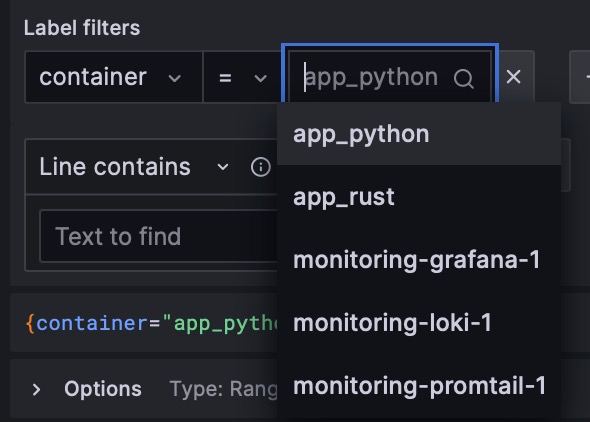 Label filters
container = app_python
app_python
Line contains
app_rust
Text to find
monitoring-grafana-1
{container="app_pyth
monitoring-loki-1
Options Type: Rang
monitoring-promtail-1